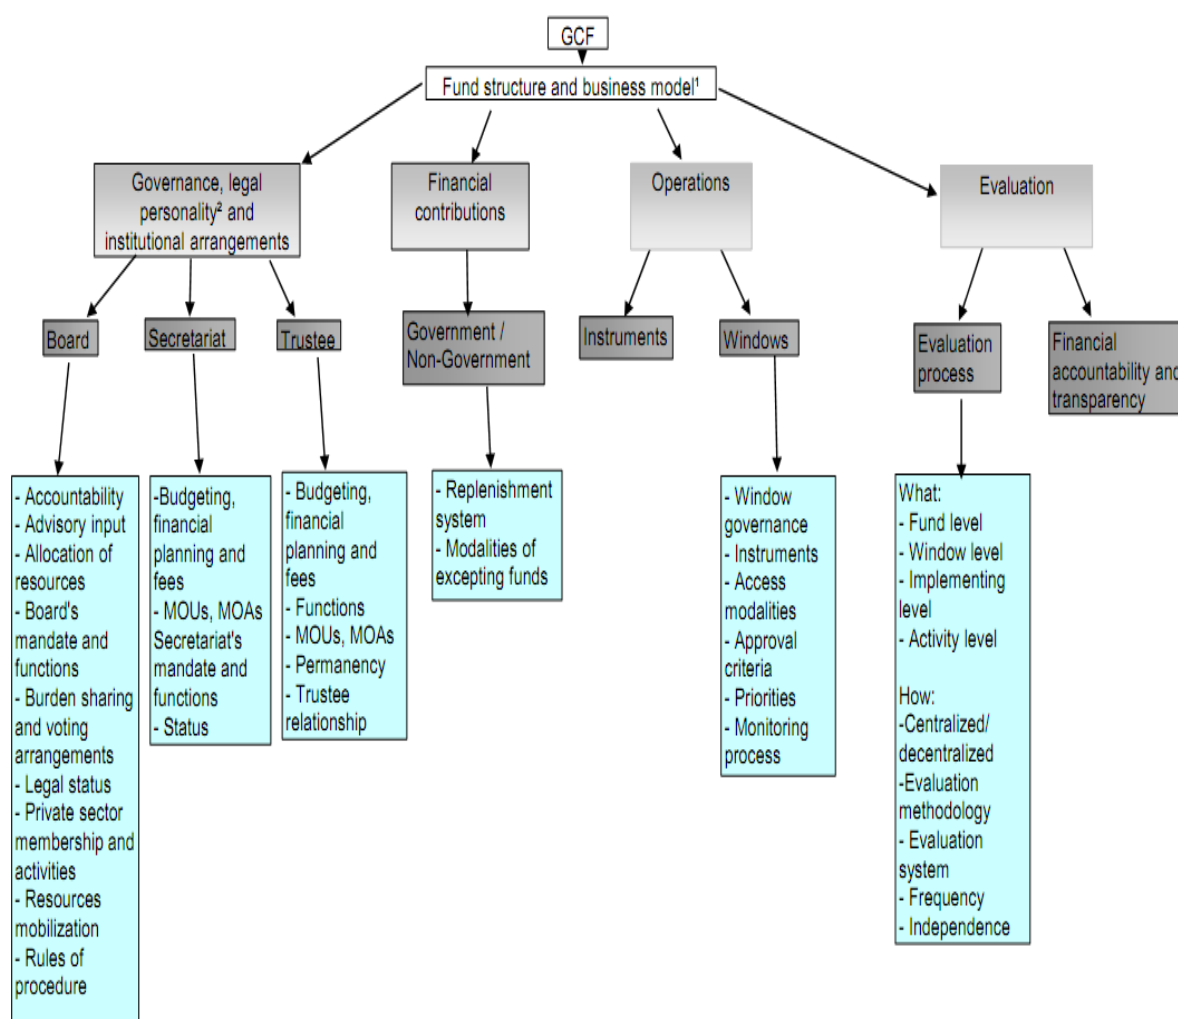 GCF
Fund structure and business model¹
Governance, legal
personality² and
institutional arrangements
Financial
contributions
Operations
Evaluation
Board
Secretariat
Trustee
Government /
Non-Government
Instruments
Windows
Evaluation
process
Financial
accountability and
transparency
- Accountability
- Advisory input
- Allocation of
resources
- Board's
mandate and
functions
- Burden sharing
and voting
arrangements
- Legal status
- Private sector
membership and
activities
- Resources
mobilization
- Rules of
procedure
-Budgeting,
financial
planning and
fees
- MOUs, MOAs
Secretariat's
mandate and
functions
- Status
- Budgeting,
financial
planning and
fees
- Functions
- MOUs, MOAs
- Permanency
- Trustee
relationship
- Replenishment
system
- Modalities of
excepting funds
- Window
governance
- Instruments
- Access
modalities
- Approval
criteria
- Priorities
- Monitoring
process
What:
- Fund level
- Window level
- Implementing
level
- Activity level
How:
-Centralized/
decentralized
-Evaluation
methodology
- Evaluation
system
- Frequency
- Independence